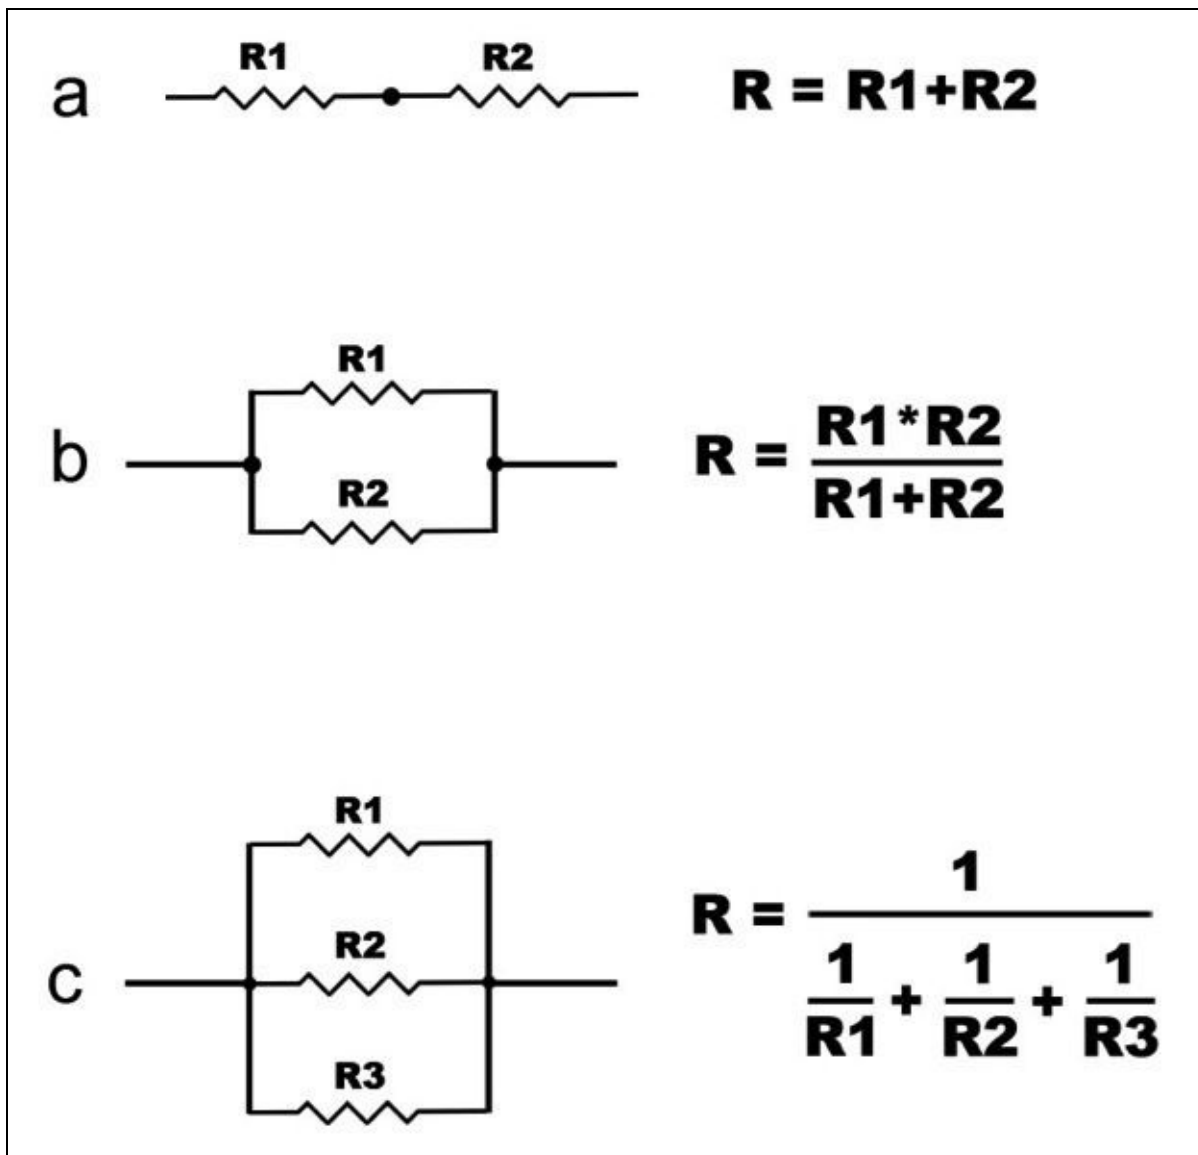 a R1 R2 R = R1+R2
R1
b R = R1*R2
R1+R2
R2
R1
c R2 R = 1
1 + 1 + 1
R1 R2 R3
R3